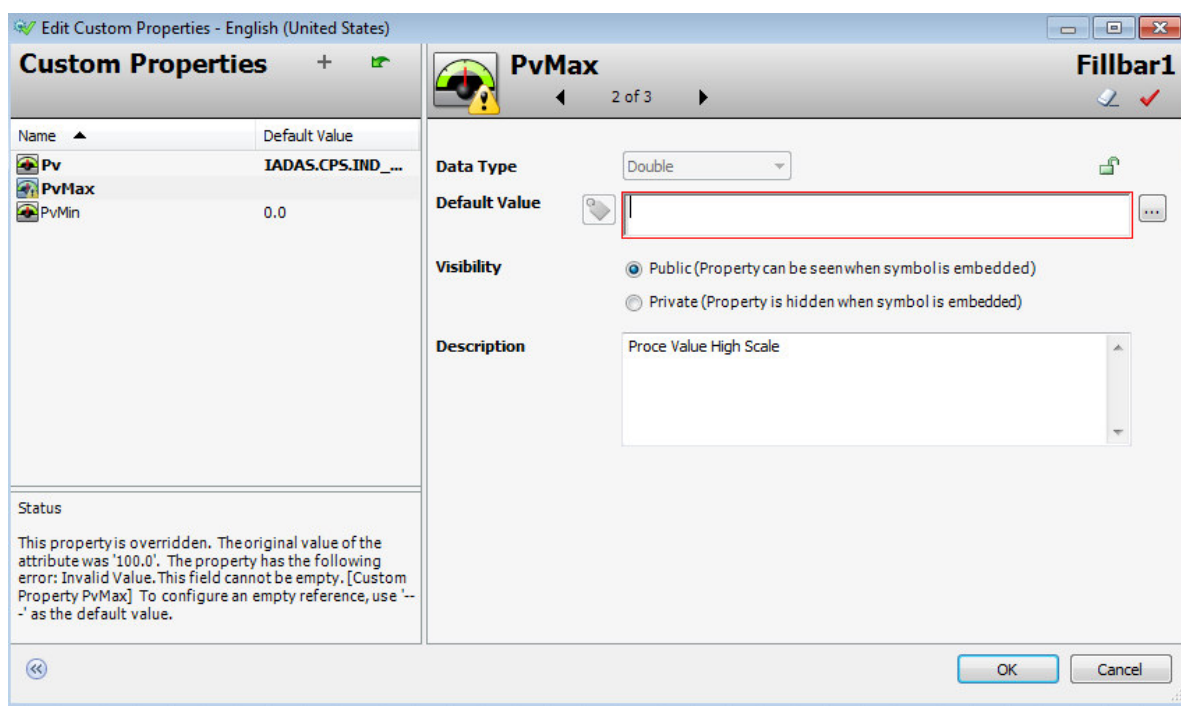 Edit Custom Properties - English (United States)
Custom Properties
PvMax
Fillbar1
2 of 3
Name Default Value
Pv IADAS.CPS.IND_...
PvMax
PvMin 0.0
Status
This property is overridden. The original value of the
attribute was '100.0'. The property has the following
error: Invalid Value. This field cannot be empty. [Custom
Property PvMax] To configure an empty reference, use '--
-' as the default value.
Data Type Double
Default Value ...
Visibility Public (Property can be seen when symbol is embedded)
Private (Property is hidden when symbol is embedded)
Description Proce Value High Scale
OK Cancel